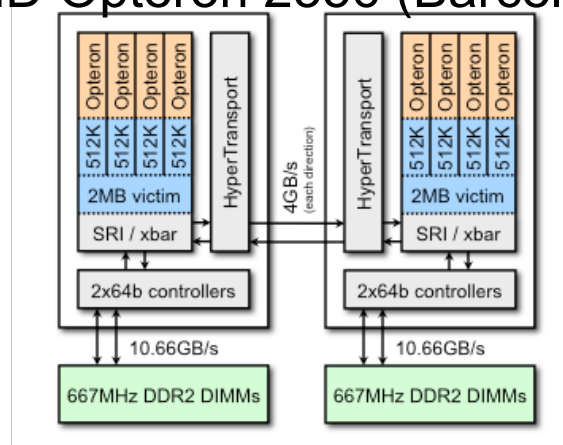 Opteron Opteron Opteron Opteron
512K 512K 512K 512K
2MB victim
SRI / xbar
HyperTransport
2x64b controllers
10.66GB/s
667MHz DDR2 DIMMs
4GB/s
(each direction)
HyperTransport
Opteron Opteron Opteron Opteron
512K 512K 512K 512K
2MB victim
SRI / xbar
2x64b controllers
10.66GB/s
667MHz DDR2 DIMMs